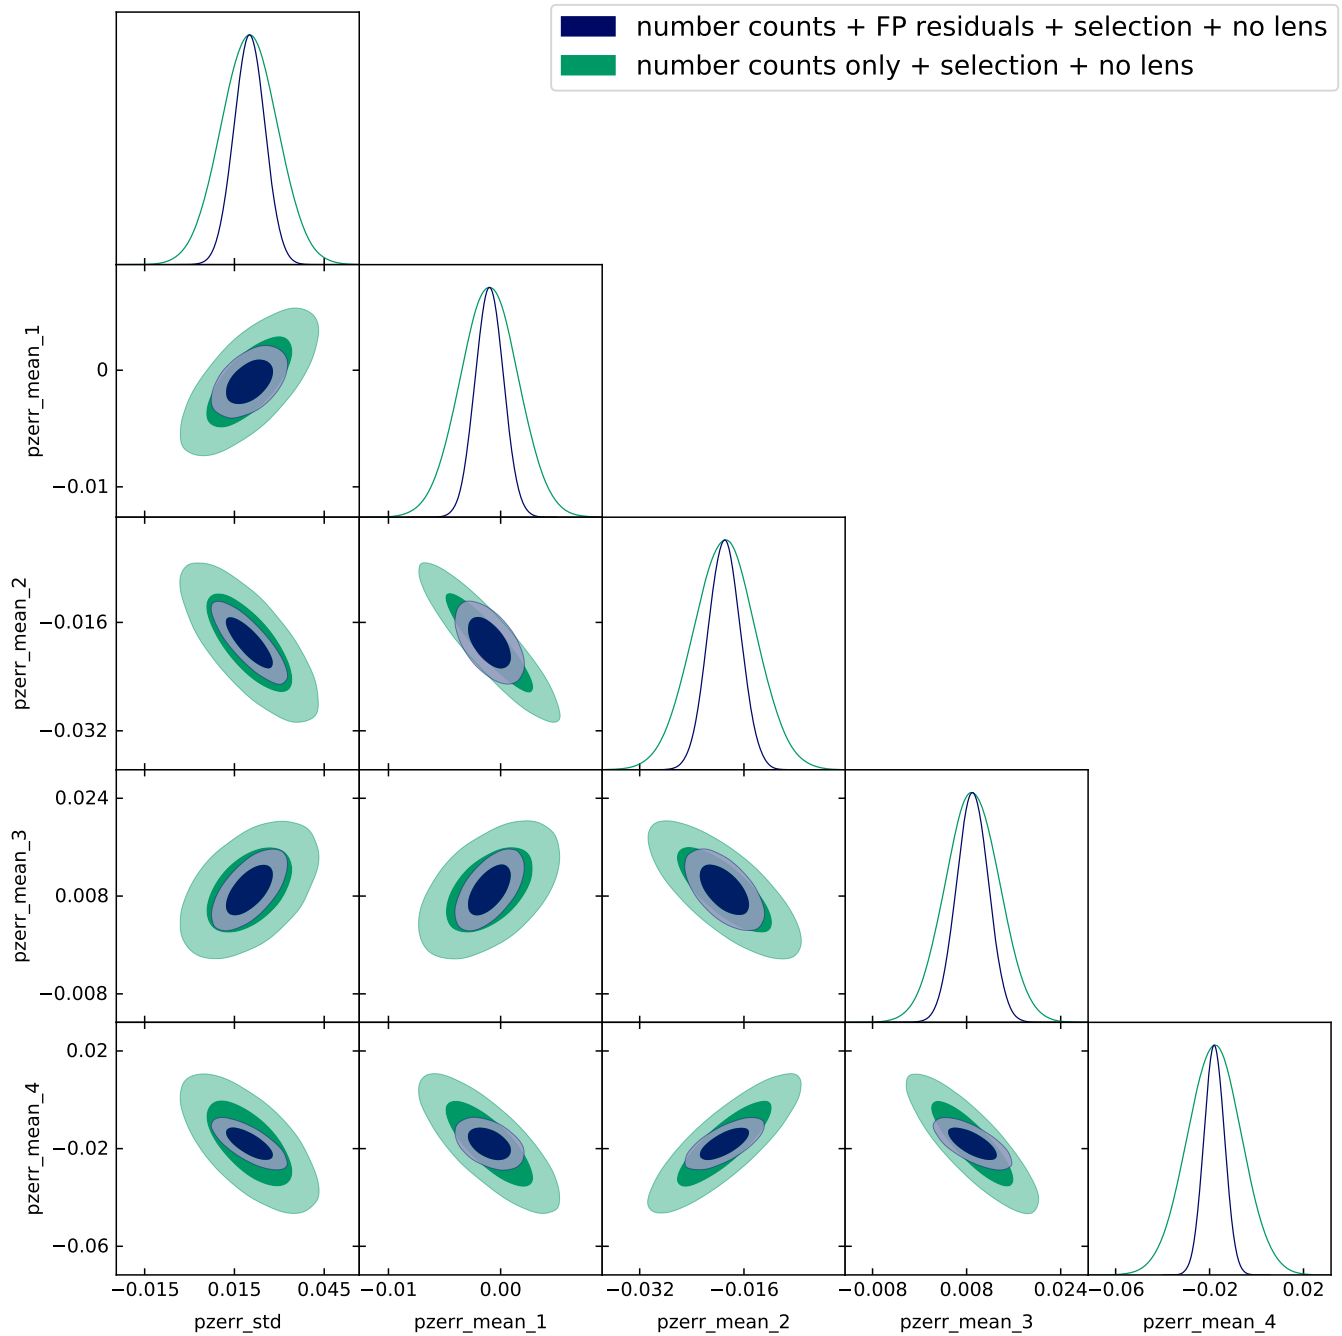 number counts + FP residuals + selection + no lens
number counts only + selection + no lens
pzerr_mean_1
0
−0.01
pzerr_mean_2
−0.016
−0.032
pzerr_mean_3
0.024
0.008
−0.008
pzerr_mean_4
0.02
−0.02
−0.06
−0.015 0.015 0.045 −0.01 0.00 −0.032 −0.016 −0.008 0.008 0.024 −0.06 −0.02 0.02
pzerr_std pzerr_mean_1 pzerr_mean_2 pzerr_mean_3 pzerr_mean_4